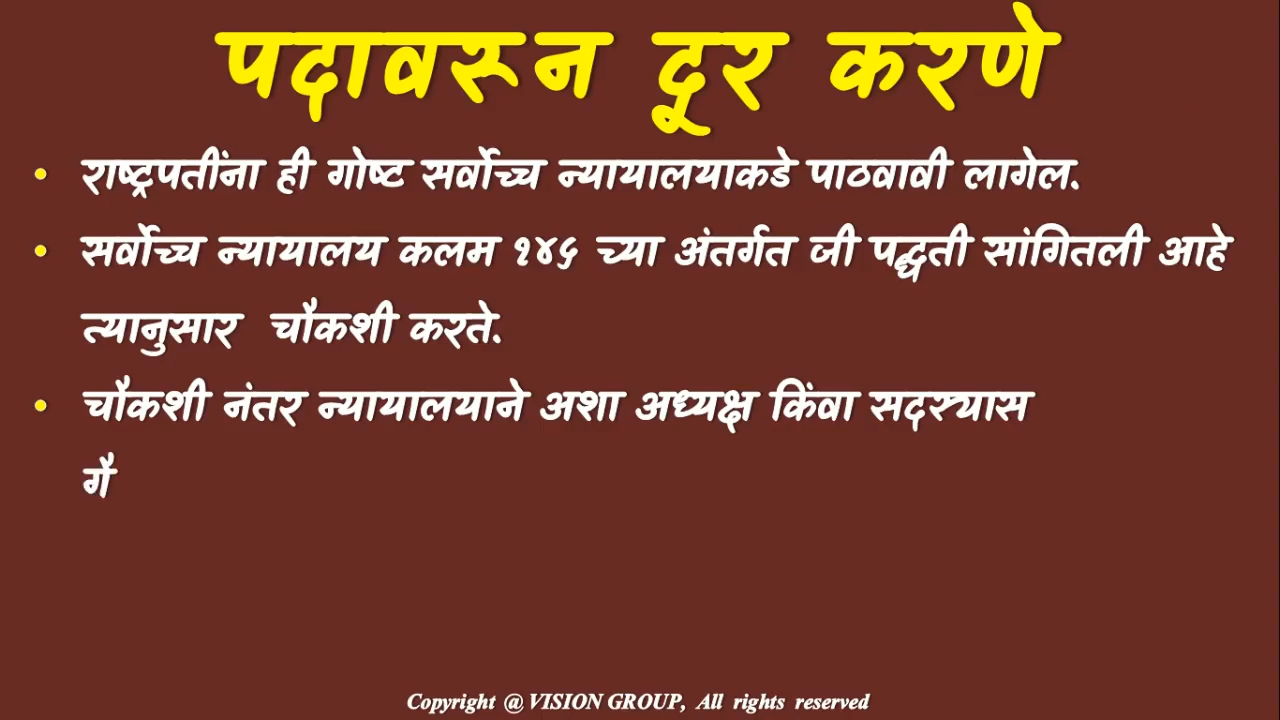 पदावरून दूर करणे
• राष्ट्रपतींना ही गोष्ट सर्वोच्च न्यायालयाकडे पाठवावी लागेल.
• सर्वोच्च न्यायालय कलम १४५ च्या अंतर्गत जी पद्धती सांगितली आहे
त्यानुसार चौकशी करते.
• चौकशी नंतर न्यायालयाने अशा अध्यक्ष किंवा सदस्यास
गै
Copyright @ VISION GROUP, All rights reserved